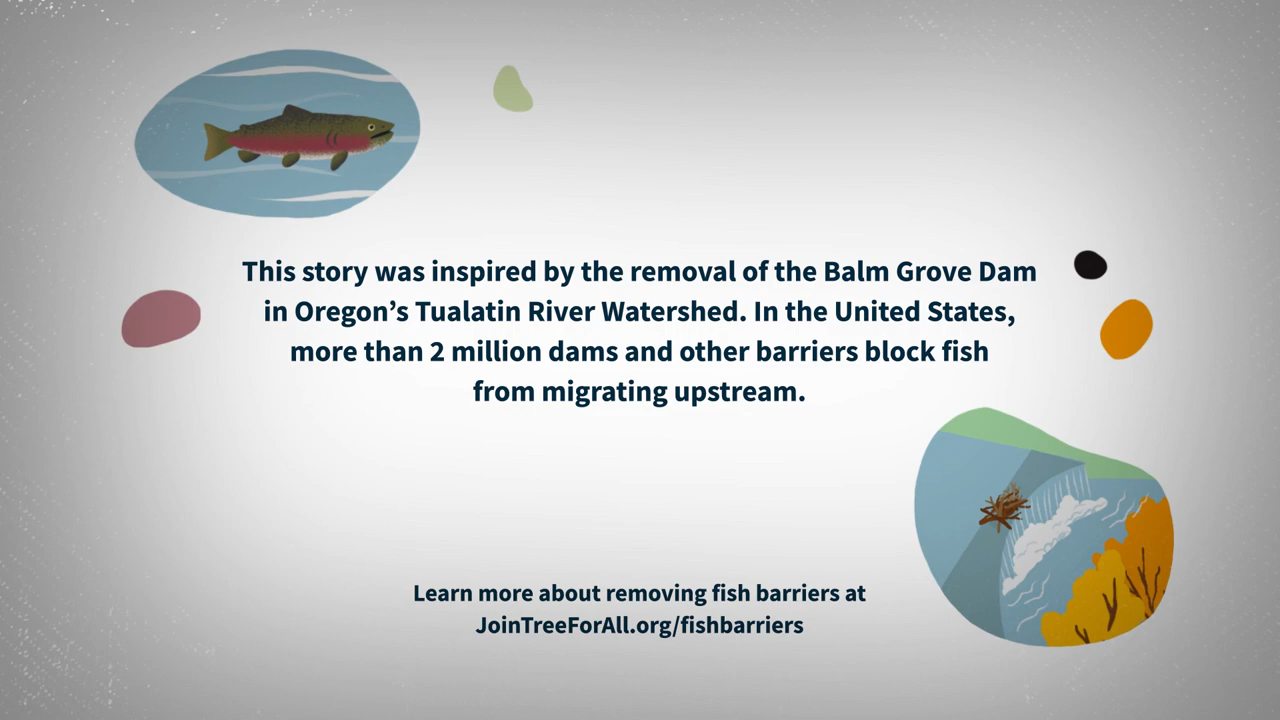 This story was inspired by the removal of the Balm Grove Dam
in Oregon’s Tualatin River Watershed. In the United States,
more than 2 million dams and other barriers block fish
from migrating upstream.
Learn more about removing fish barriers at
JoinTreeForAll.org/fishbarriers